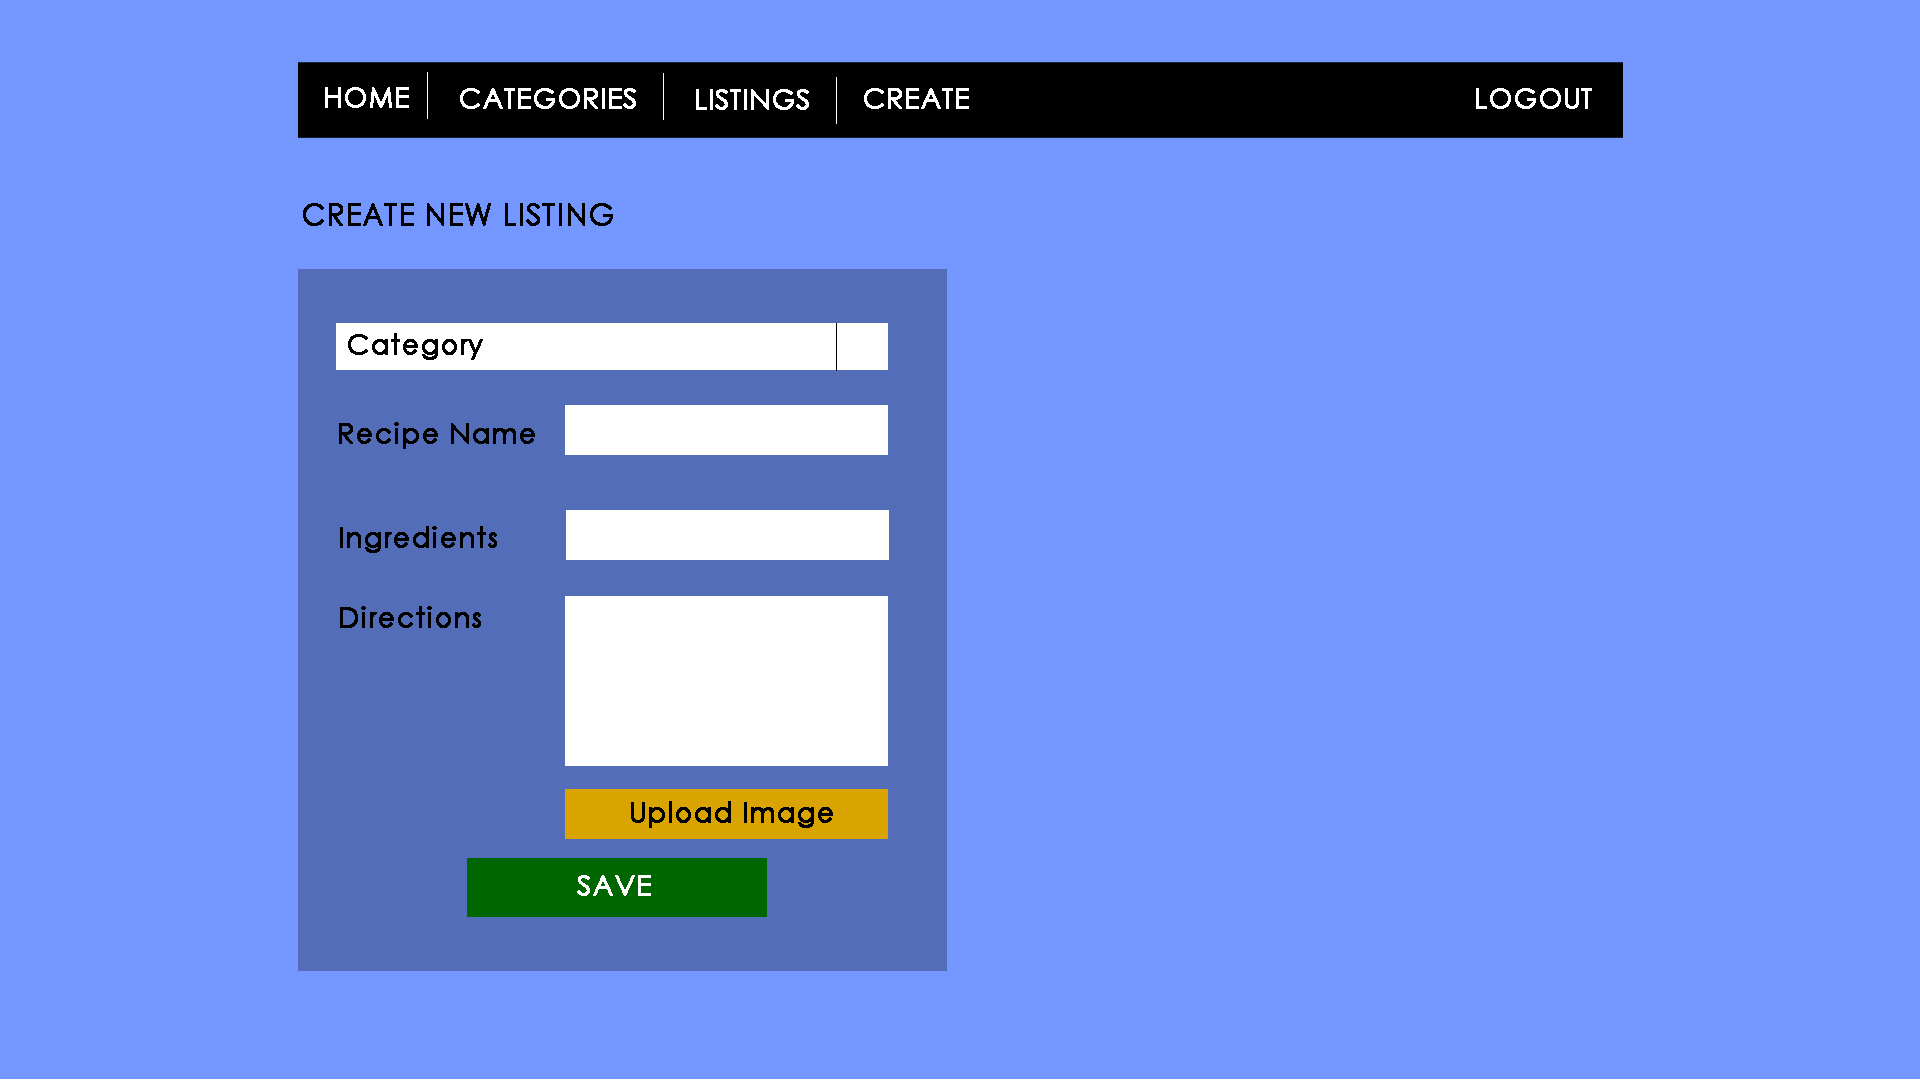 HOME CATEGORIES LISTINGS CREATE LOGOUT
CREATE NEW LISTING
Category
Recipe Name
Ingredients
Directions
Upload Image
SAVE